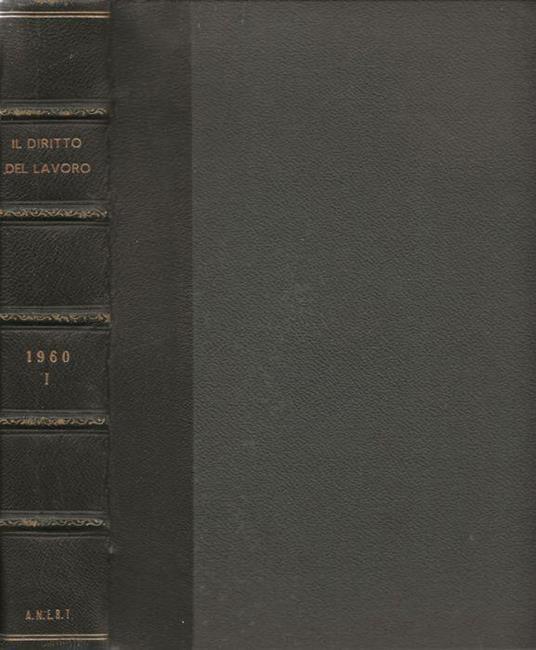 IL DIRITTO
DEL LAVORO
1960
I
A.N.E.B.T.